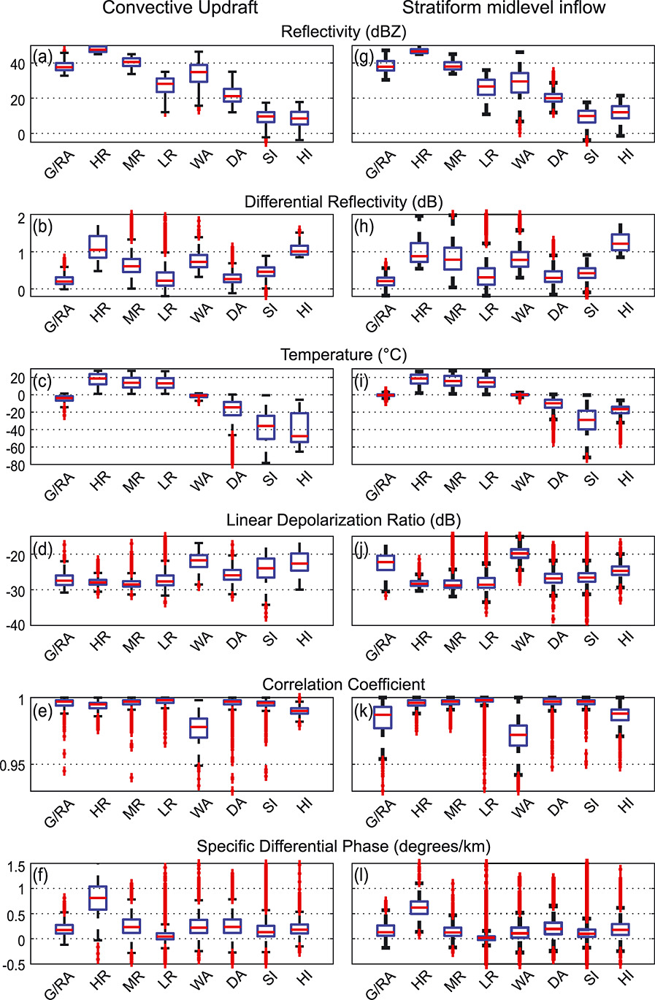 Convective Updraft Stratiform midlevel inflow
Reflectivity (dBZ)
(a) (g)
40
20
0
G/RA HR MR LR WA DA SI HI G/RA HR MR LR WA DA SI HI
Differential Reflectivity (dB)
2
(b) (h)
1
0
G/RA HR MR LR WA DA SI HI G/RA HR MR LR WA DA SI HI
Temperature (°C)
(c) (i)
20
0
-20
-40
-60
-80
G/RA HR MR LR WA DA SI HI G/RA HR MR LR WA DA SI HI
Linear Depolarization Ratio (dB)
(d) (j)
-20
-30
-40
G/RA HR MR LR WA DA SI HI G/RA HR MR LR WA DA SI HI
Correlation Coefficient
1
(e) (k)
0.95
G/RA HR MR LR WA DA SI HI G/RA HR MR LR WA DA SI HI
Specific Differential Phase (degrees/km)
1.5
(f) (l)
1
0.5
0
-0.5
G/RA HR MR LR WA DA SI HI G/RA HR MR LR WA DA SI HI